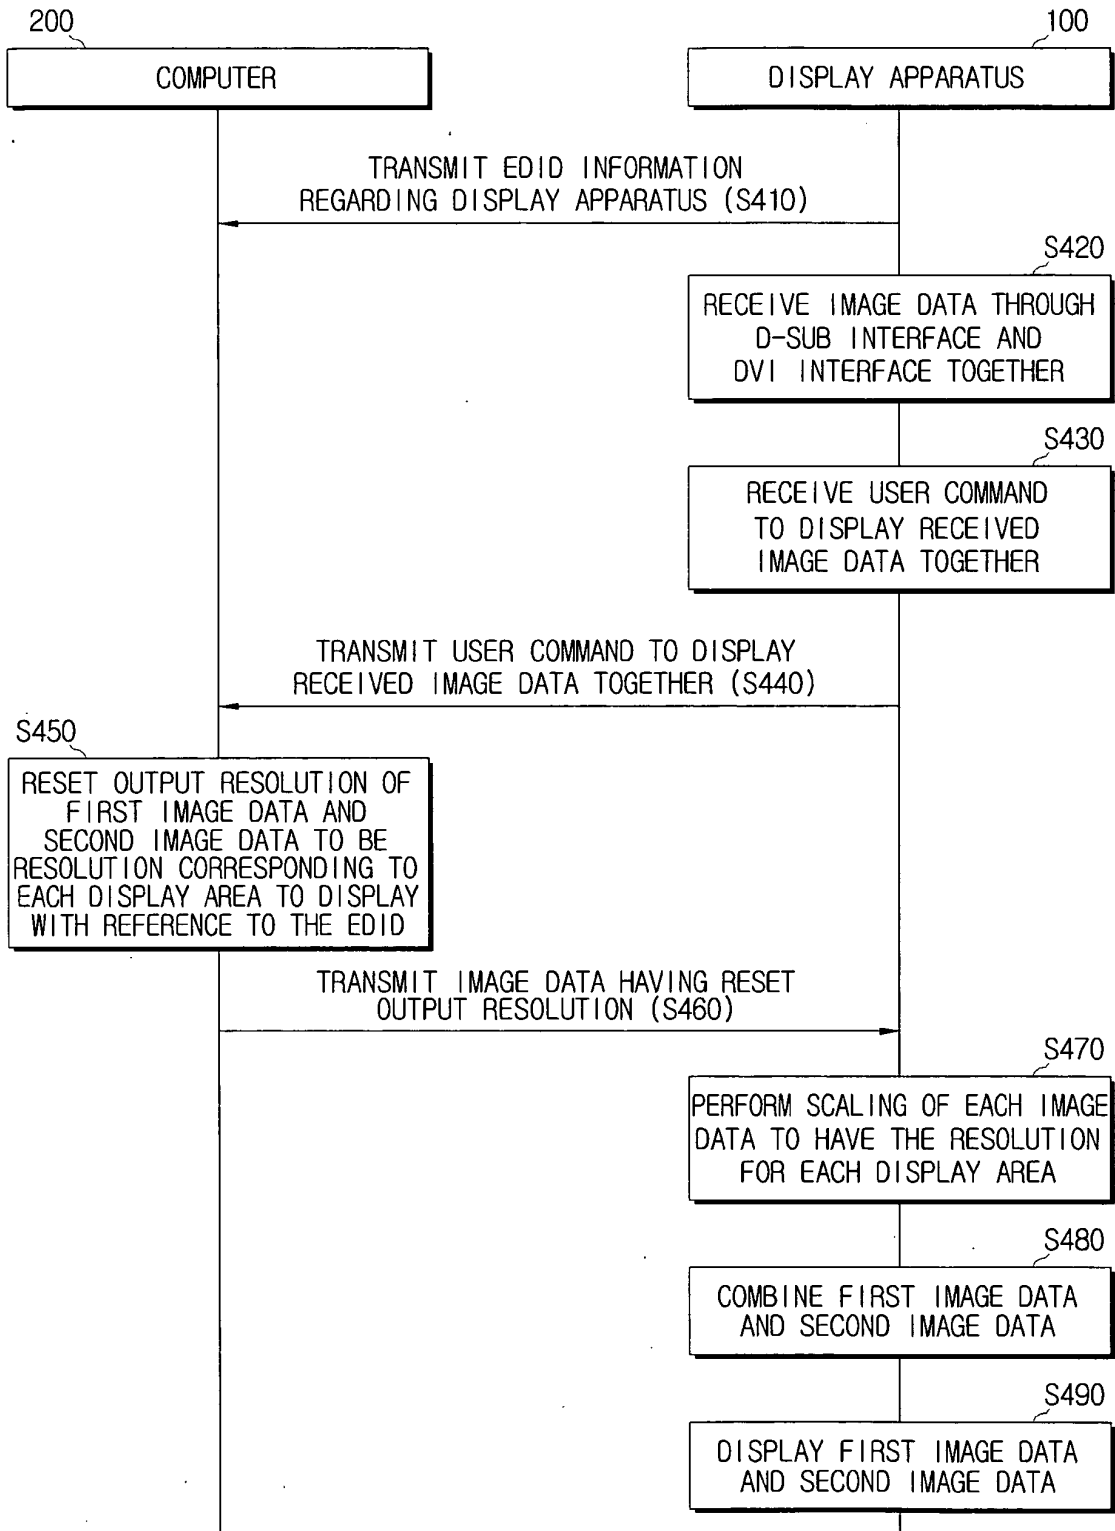 200
100
COMPUTER
DISPLAY APPARATUS
TRANSMIT EDID INFORMATION
REGARDING DISPLAY APPARATUS (S410)
S420
RECEIVE IMAGE DATA THROUGH
D-SUB INTERFACE AND
DVI INTERFACE TOGETHER
S430
RECEIVE USER COMMAND
TO DISPLAY RECEIVED
IMAGE DATA TOGETHER
TRANSMIT USER COMMAND TO DISPLAY
RECEIVED IMAGE DATA TOGETHER (S440)
S450
RESET OUTPUT RESOLUTION OF
FIRST IMAGE DATA AND
SECOND IMAGE DATA TO BE
RESOLUTION CORRESPONDING TO
EACH DISPLAY AREA TO DISPLAY
WITH REFERENCE TO THE EDID
TRANSMIT IMAGE DATA HAVING RESET
OUTPUT RESOLUTION (S460)
S470
PERFORM SCALING OF EACH IMAGE
DATA TO HAVE THE RESOLUTION
FOR EACH DISPLAY AREA
S480
COMBINE FIRST IMAGE DATA
AND SECOND IMAGE DATA
S490
DISPLAY FIRST IMAGE DATA
AND SECOND IMAGE DATA